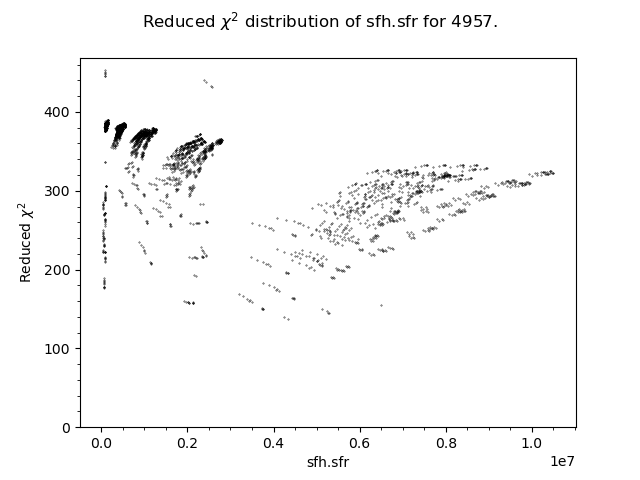 Reduced χ² distribution of sfh.sfr for 4957.
Reduced χ²
400
300
200
100
0
0.0 0.2 0.4 0.6 0.8 1.0
1e7
sfh.sfr